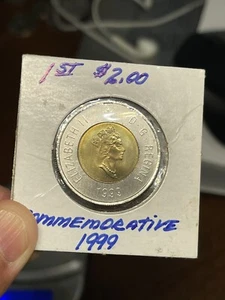 1ST $2.00
ELIZABETH II D. G. REGINA
1999
COMMEMORATIVE
1999